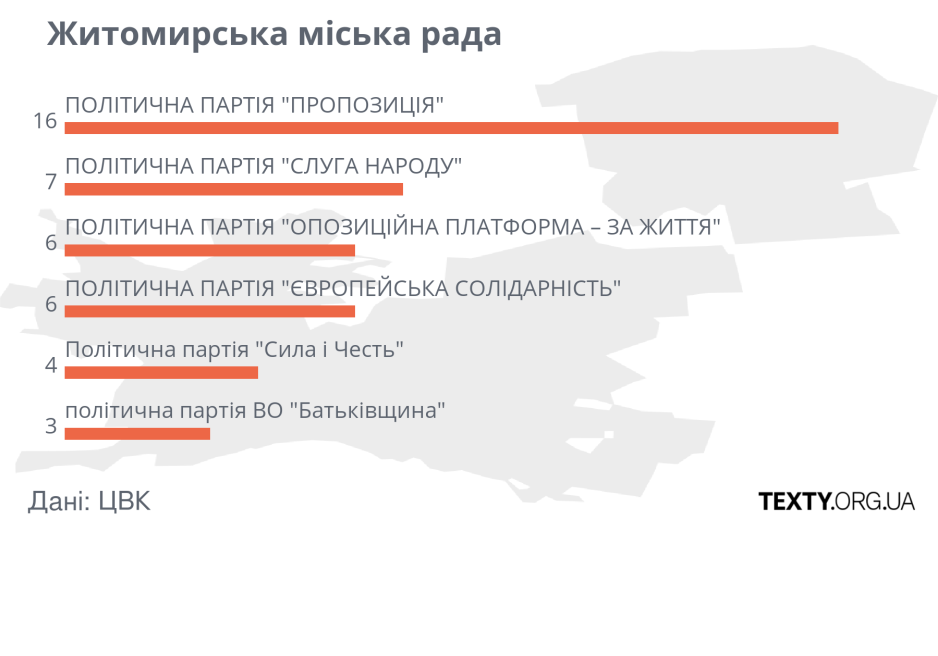 Житомирська міська рада
ПОЛІТИЧНА ПАРТІЯ "ПРОПОЗИЦІЯ"
16
ПОЛІТИЧНА ПАРТІЯ "СЛУГА НАРОДУ"
7
ПОЛІТИЧНА ПАРТІЯ "ОПОЗИЦІЙНА ПЛАТФОРМА – ЗА ЖИТТЯ"
6
ПОЛІТИЧНА ПАРТІЯ "ЄВРОПЕЙСЬКА СОЛІДАРНІСТЬ"
6
Політична партія "Сила і Честь"
4
політична партія ВО "Батьківщина"
3
Дані: ЦВК
TEXTY.ORG.UA